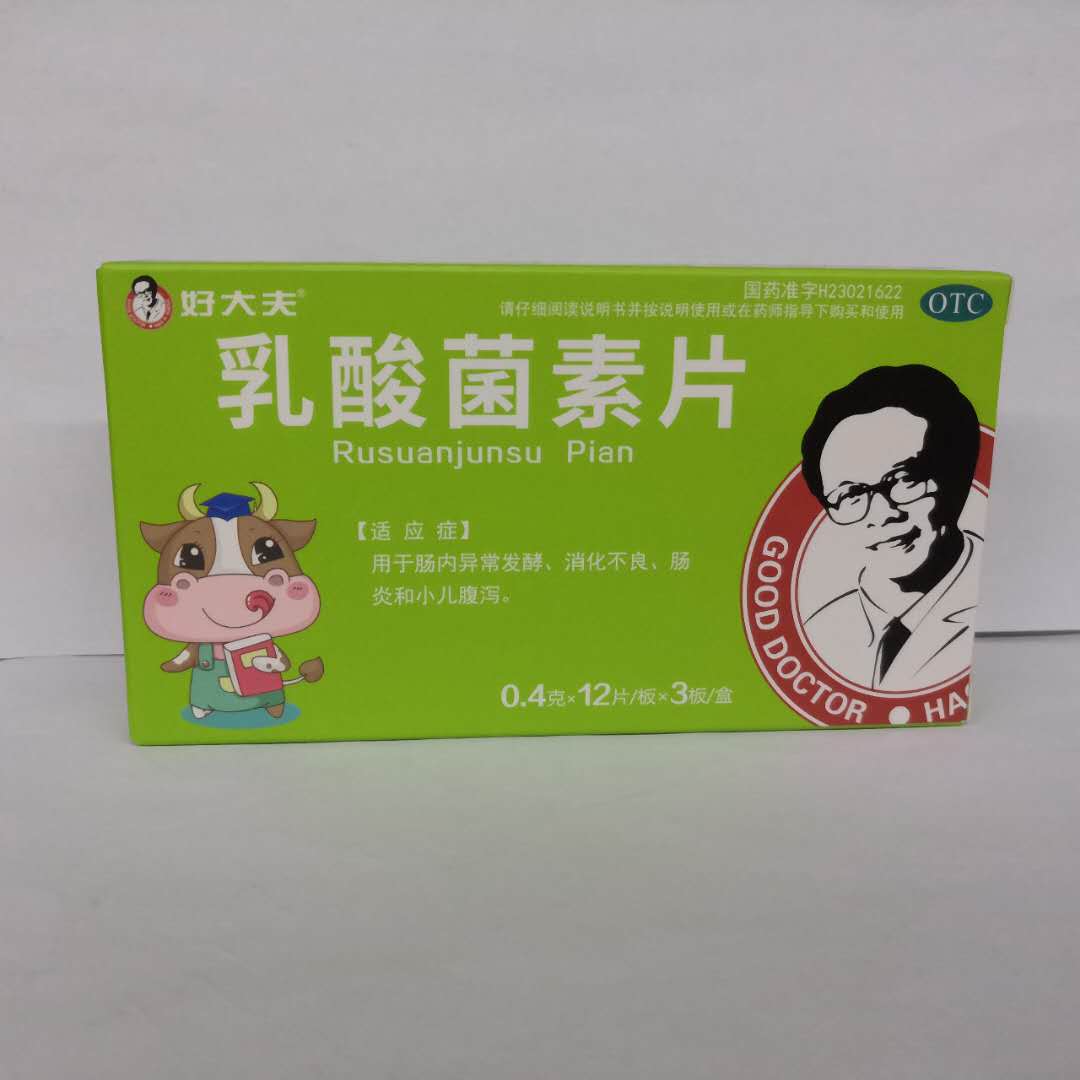 好大夫®
国药准字H23021622
请仔细阅读说明书并按说明使用或在药师指导下购买和使用
OTC
乳酸菌素片
Rusuanjunsu Pian
【适 应 症】
用于肠内异常发酵、消化不良、肠
炎和小儿腹泻。
0.4克×12片/板×3板/盒
GOOD DOCTOR • HA